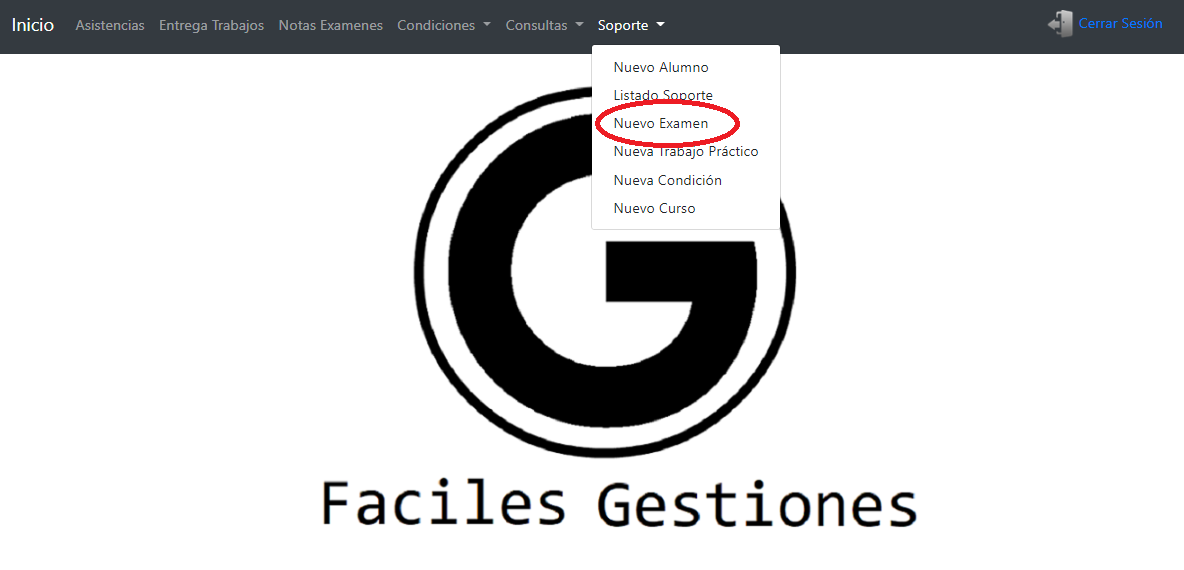 Inicio Asistencias Entrega Trabajos Notas Examenes Condiciones Consultas Soporte Cerrar Sesión
Nuevo Alumno
Listado Soporte
Nuevo Examen
Nueva Trabajo Práctico
Nueva Condición
Nuevo Curso
G
Faciles Gestiones